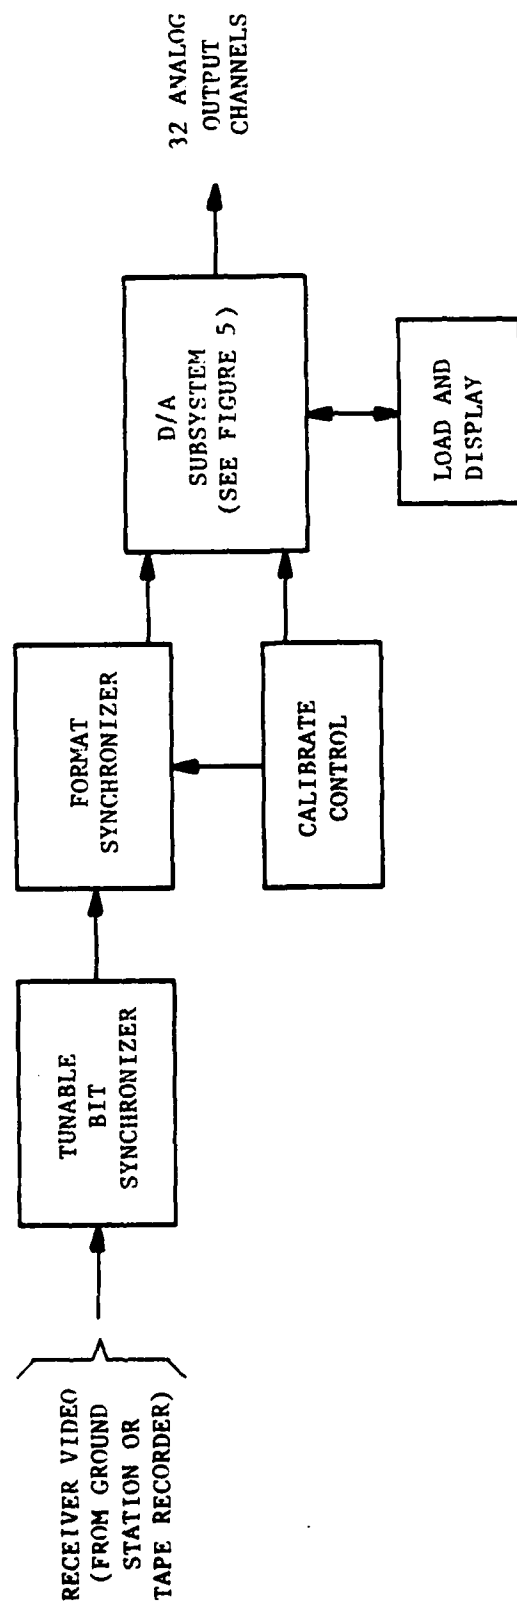 RECEIVER VIDEO
(FROM GROUND
STATION OR
TAPE RECORDER)
TUNABLE
BIT
SYNCHRONIZER
FORMAT
SYNCHRONIZER
CALIBRATE
CONTROL
D/A
SUBSYSTEM
(SEE FIGURE 5)
LOAD AND
DISPLAY
32 ANALOG
OUTPUT
CHANNELS